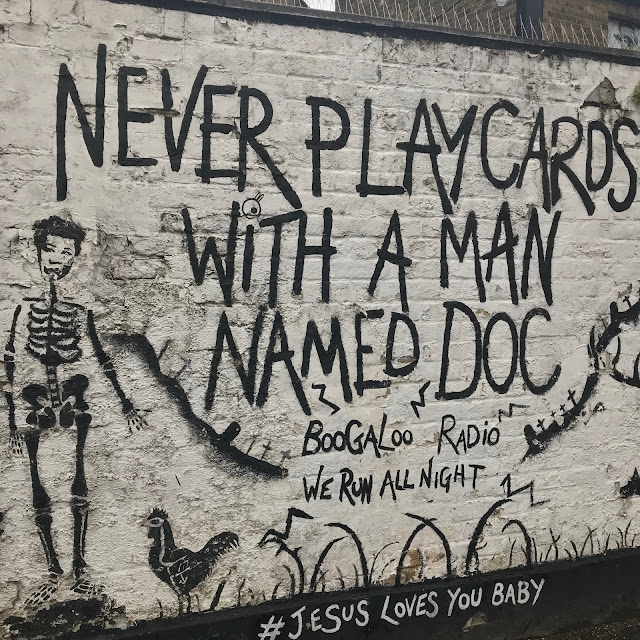 NEVER PLAY CARDS
WITH A MAN
NAMED DOC
BOOGALOO RADIO
WE RUN ALL NIGHT
#JESUS LOVES YOU BABY